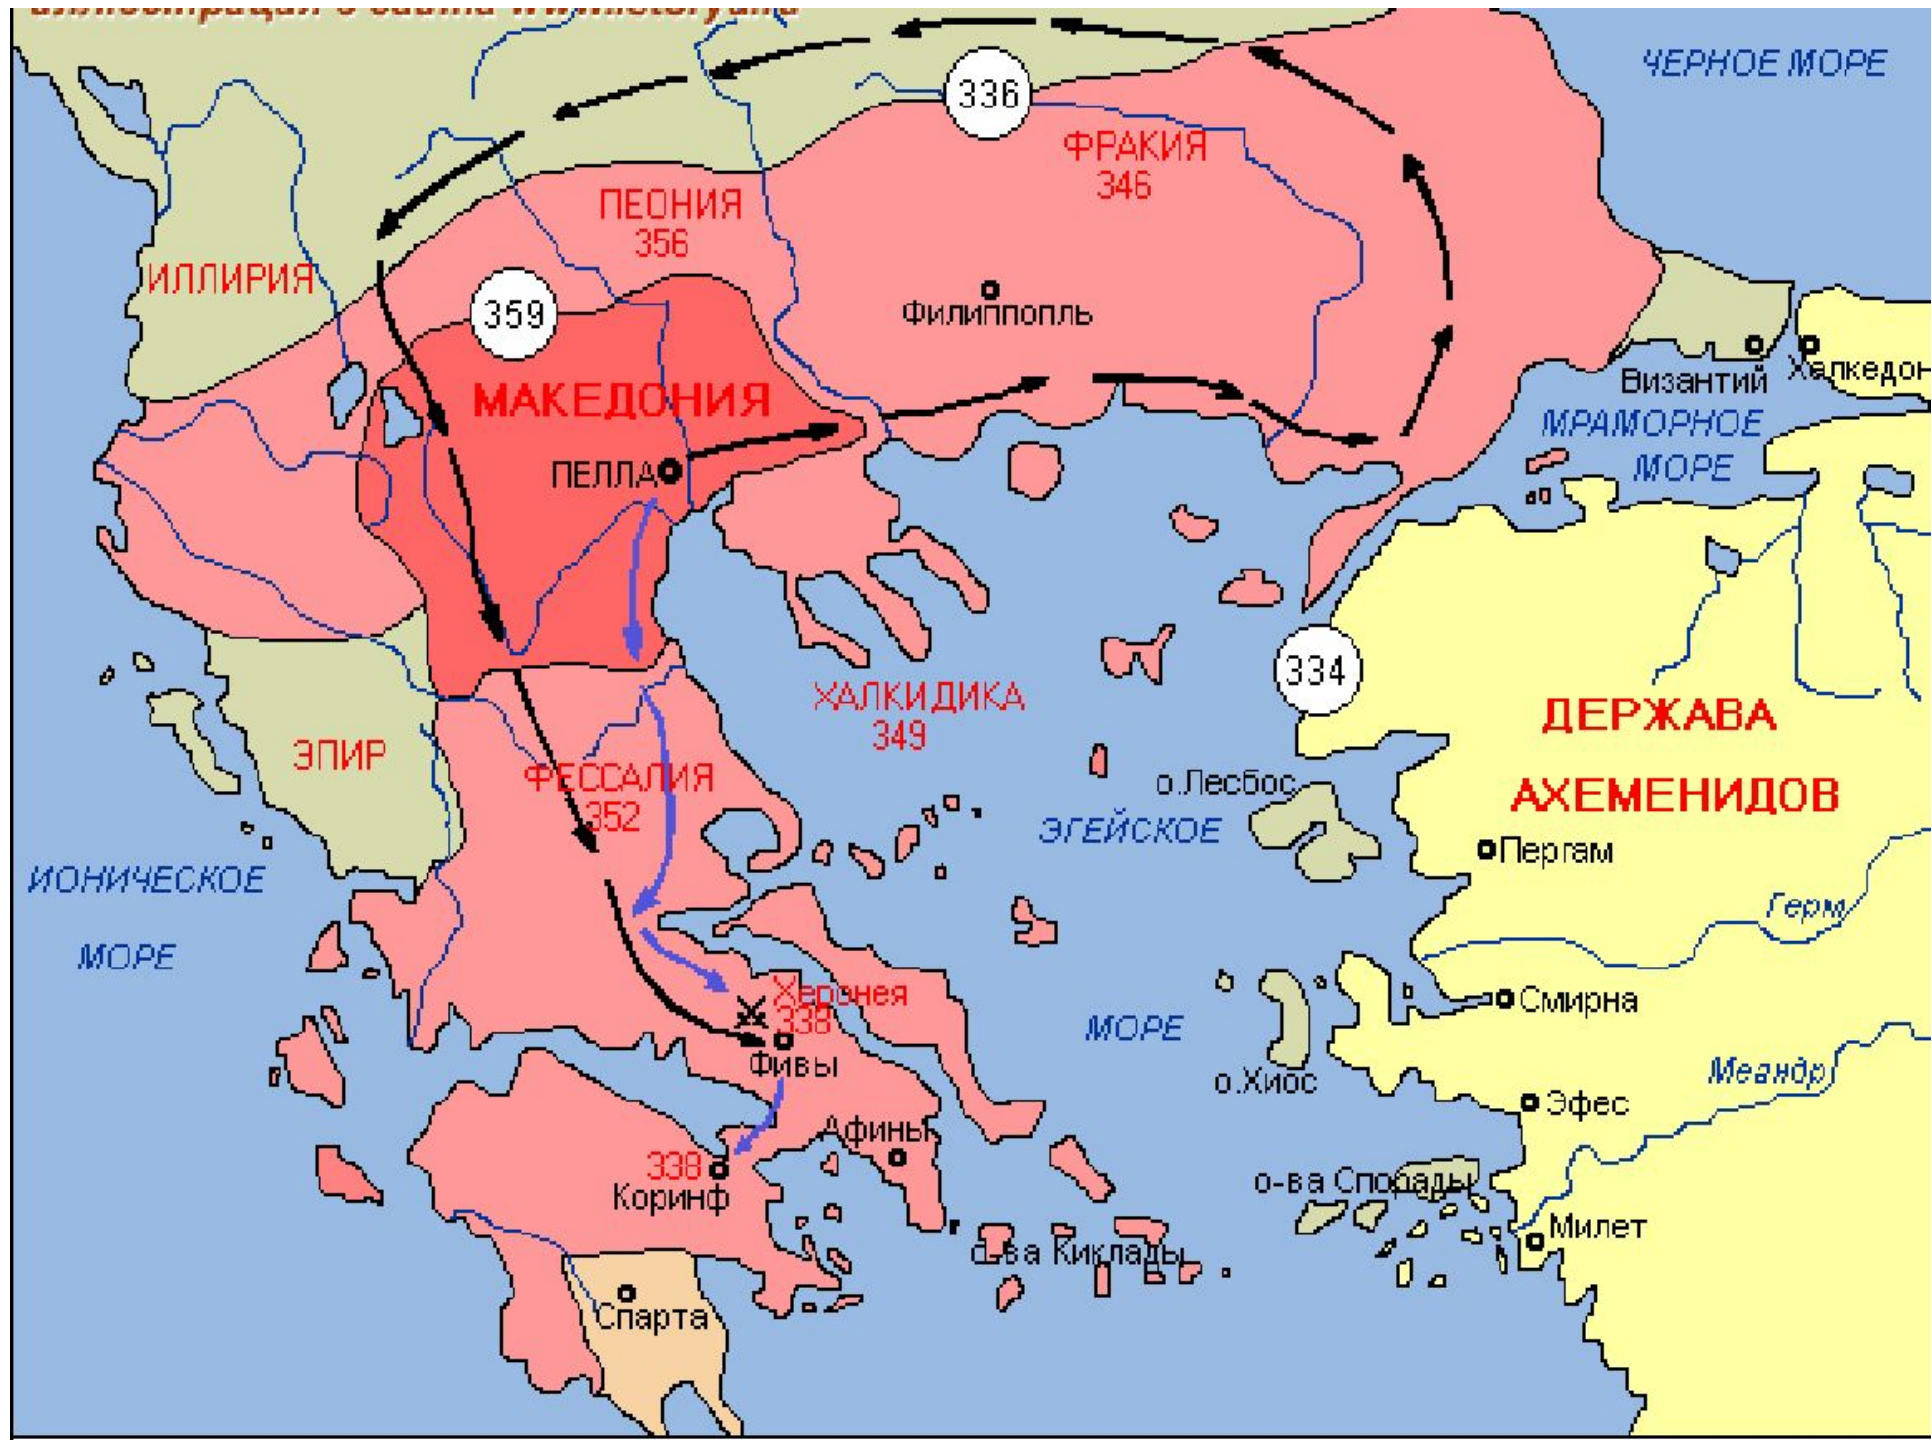 ЧЕРНОЕ МОРЕ
336
ФРАКИЯ
346
ПЕОНИЯ
356
ИЛЛИРИЯ
359
Филиппопль
МАКЕДОНИЯ
Византий
Халкедон
МРАМОРНОЕ
МОРЕ
ПЕЛЛА
334
ХАЛКИДИКА
349
ДЕРЖАВА
АХЕМЕНИДОВ
ЭПИР
ФЕССАЛИЯ
352
о.Лесбос
ЭГЕЙСКОЕ
МОРЕ
Пергам
ИОНИЧЕСКОЕ
МОРЕ
Герм
Херонея
338
Смирна
Фивы
о.Хиос
Меандр
Эфес
Афины
338
Коринф
о-ва Спорады
Милет
о-ва Киклады
Спарта